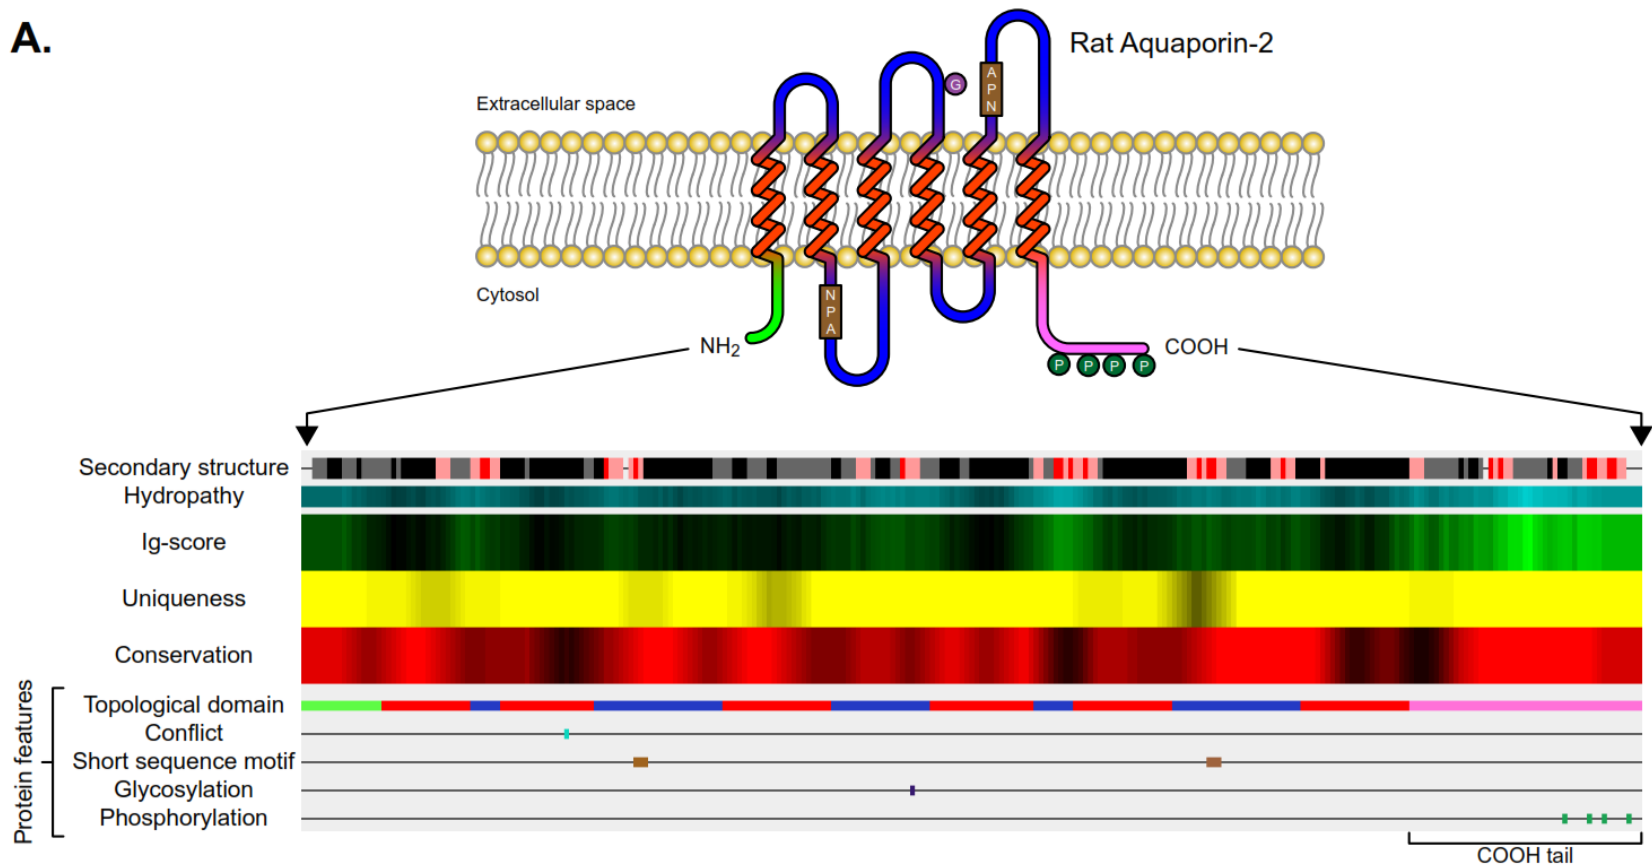 A.
Rat Aquaporin-2
Extracellular space
G
A
P
N
Cytosol
N
P
A
NH2
COOH
P P P P
Secondary structure
Hydropathy
Ig-score
Uniqueness
Conservation
Protein features
Topological domain
Conflict
Short sequence motif
Glycosylation
Phosphorylation
COOH tail